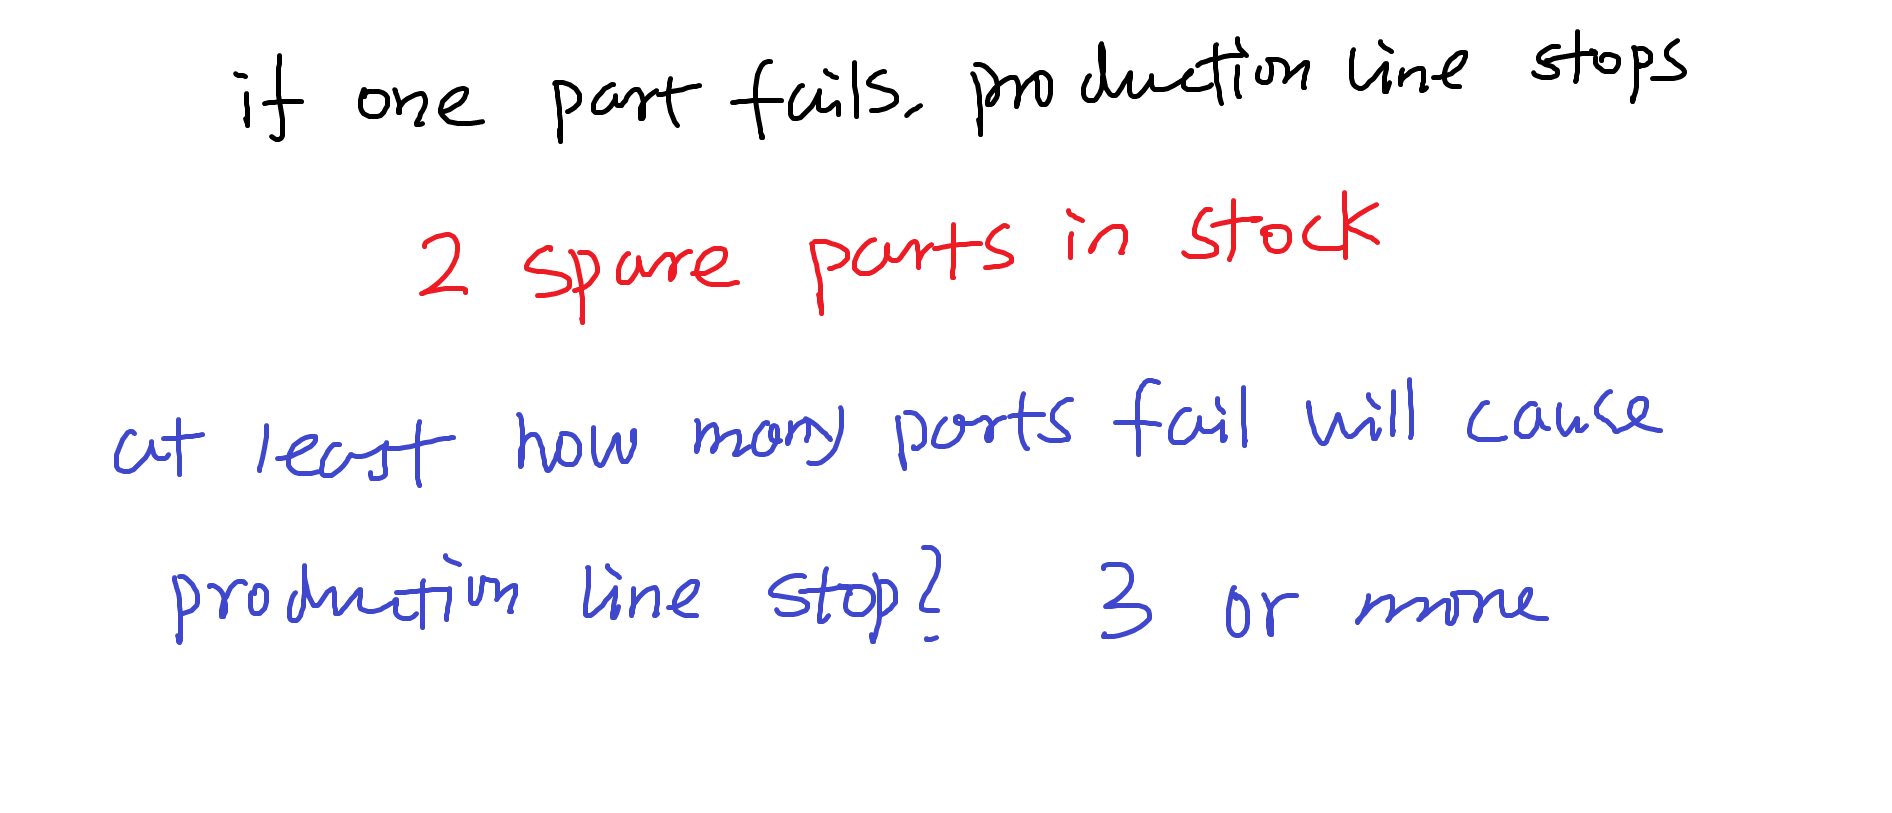 if one part fails, production line stops
2 spare parts in stock
at least how many parts fail will cause
production line stop? 3 or more